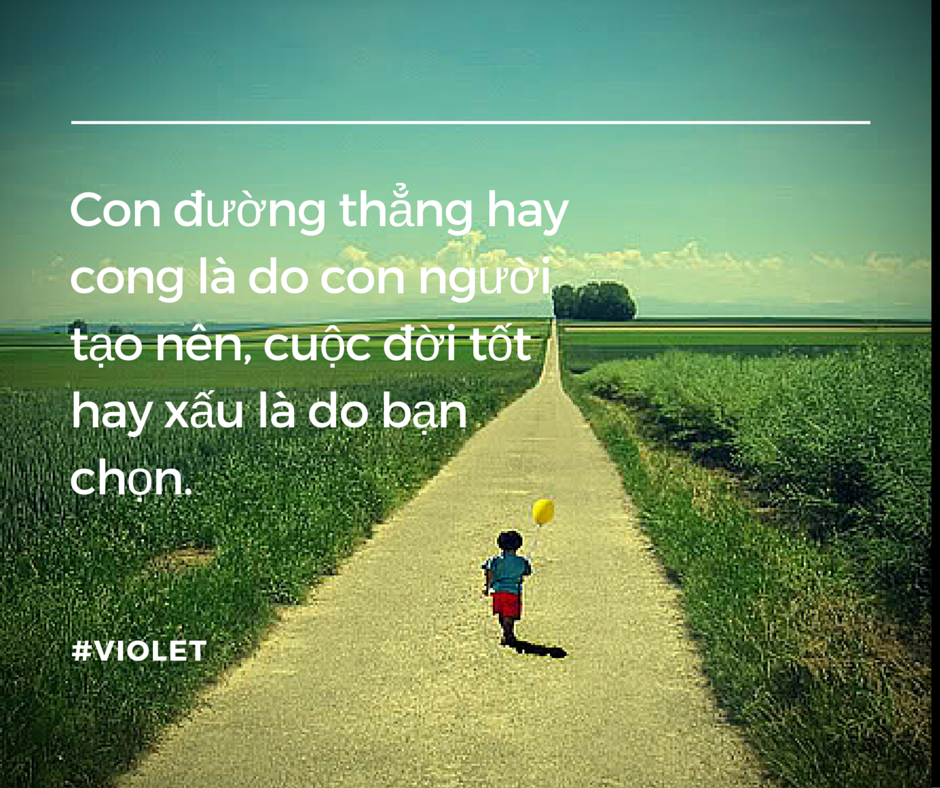 Con đường thẳng hay
cong là do con người
tạo nên, cuộc đời tốt
hay xấu là do bạn
chọn.
#VIOLET